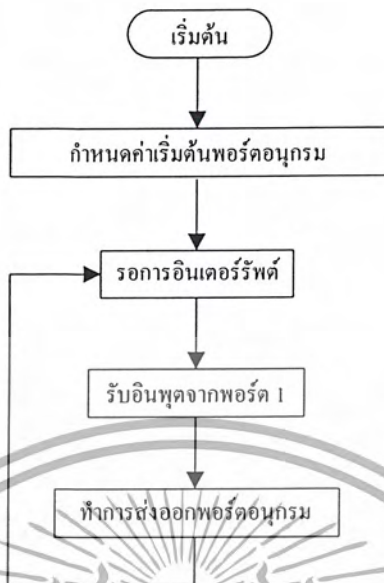 เริ่มต้น
กำหนดค่าเริ่มต้นพอร์ตอนุกรม
รอการอินเตอร์รัพต์
รับอินพุตจากพอร์ต 1
ทำการส่งออกพอร์ตอนุกรม